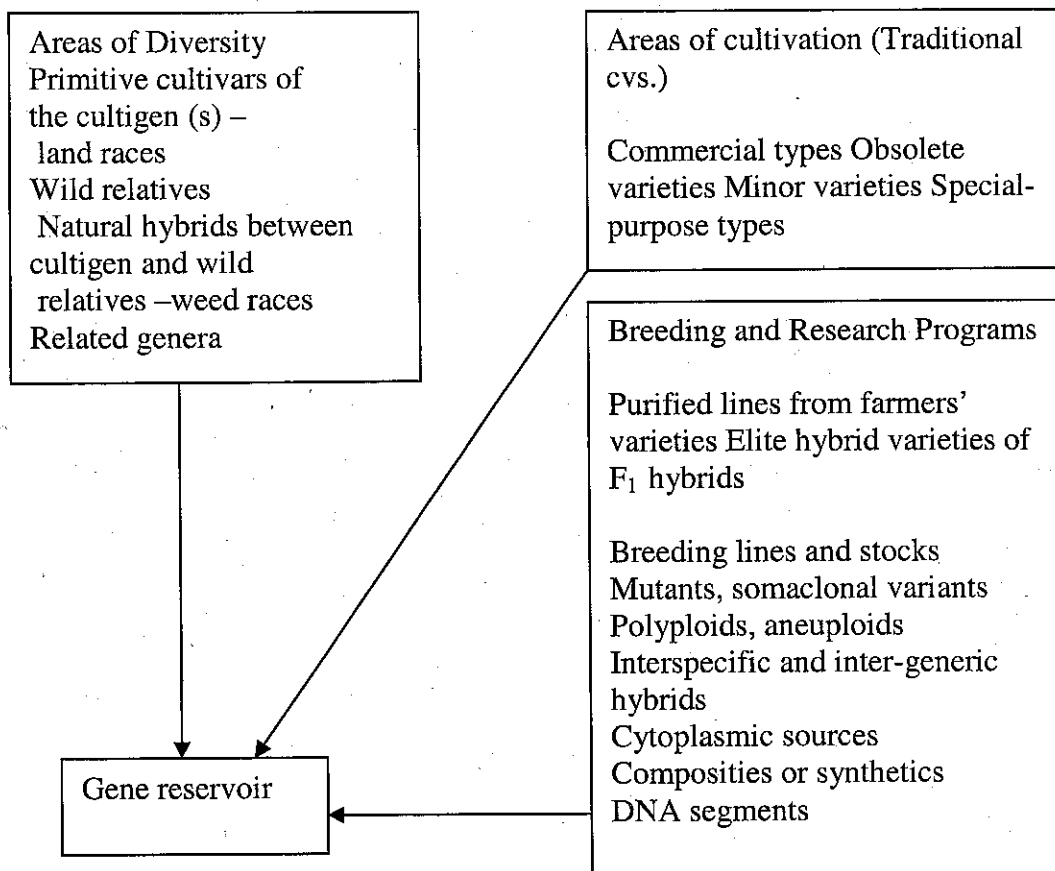 Areas of Diversity
Primitive cultivars of
the cultigen (s) –
land races
Wild relatives
Natural hybrids between
cultigen and wild
relatives –weed races
Related genera
Areas of cultivation (Traditional
cvs.)
Commercial types Obsolete
varieties Minor varieties Special-
purpose types
Breeding and Research Programs
Purified lines from farmers'
varieties Elite hybrid varieties of
F₁ hybrids
Breeding lines and stocks
Mutants, somaclonal variants
Polyploids, aneuploids
Interspecific and inter-generic
hybrids
Cytoplasmic sources
Composities or synthetics
DNA segments
Gene reservoir